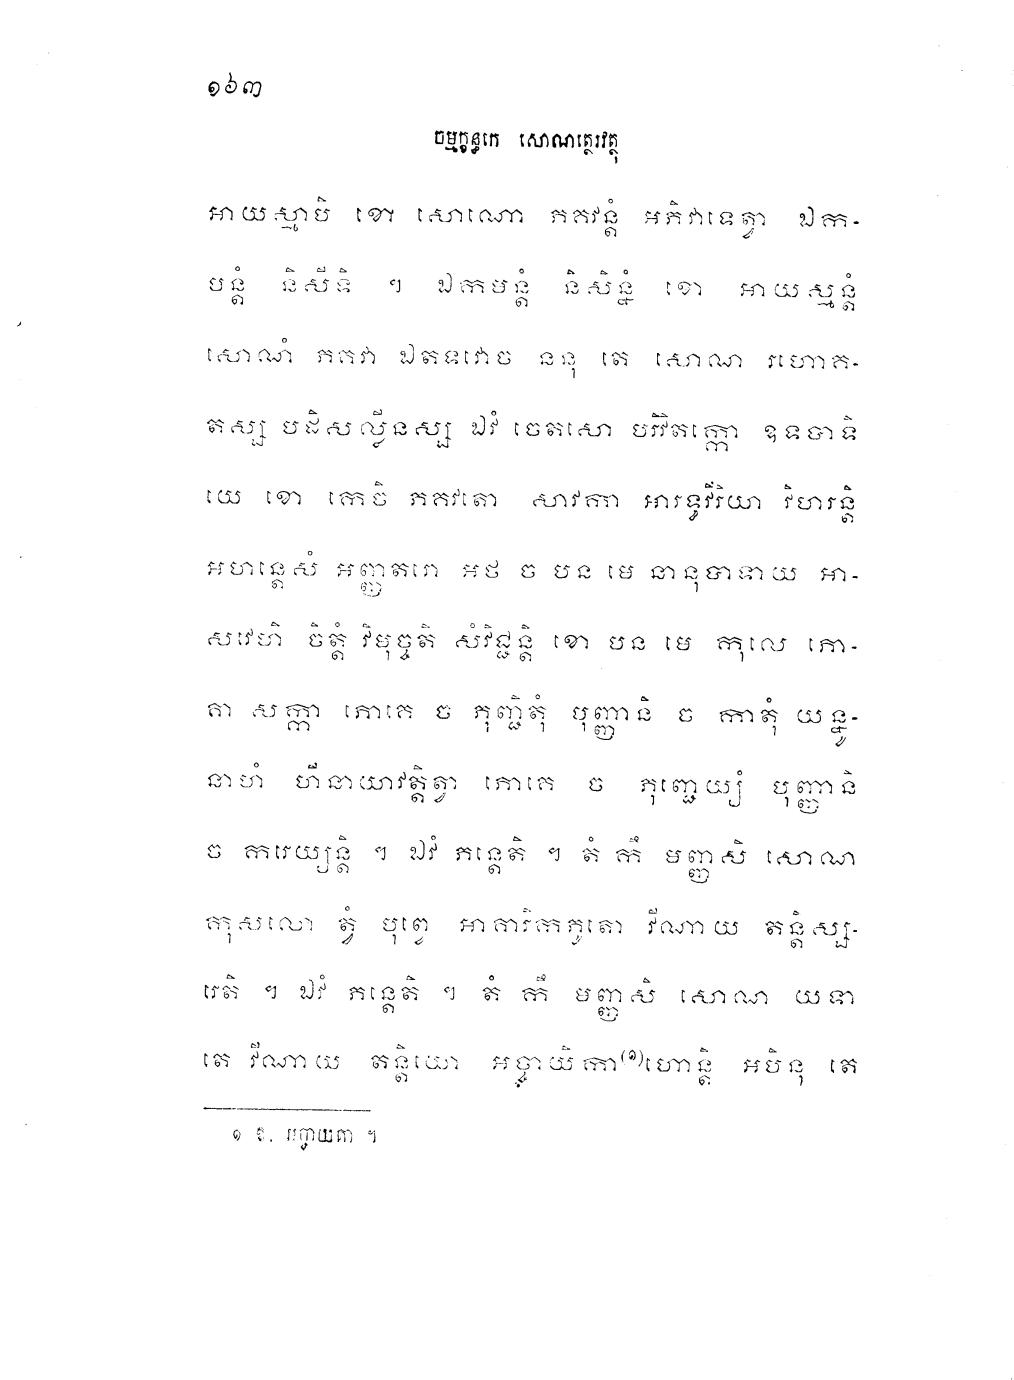 ១៦៣
ចម្មក្ខន្ធកេ សោណត្ថេរវត្ថុ
អាយស្មាបិ ខោ សោណោ ភគវន្តំ អភិវាទេត្វា ឯក-
មន្តំ និសីទិ ។ ឯកមន្តំ និសិន្នំ ខោ អាយស្មន្តំ
សោណំ ភគវា ឯតទវោច ននុ តេ សោណ រហោគ-
តស្ស បដិសល្លីនស្ស ឯវំ ចេតសោ បរិវិតក្កោ ឧទបាទិ
យេ ខោ កេចិ ភគវតោ សាវកា អារទ្ធវីរិយា វិហរន្តិ
អហន្តេសំ អញ្ញតរោ អថ ច បន មេ នានុបាទាយ អា-
សវេហិ ចិត្តំ វិមុច្ចតិ សំវិជ្ជន្តិ ខោ បន មេ កុលេ ភោ-
គា សក្កា ភោគេ ច ភុញ្ជិតុំ បុញ្ញានិ ច កាតុំ យន្នូ-
នាហំ ហីនាយាវត្តិត្វា ភោគេ ច ភុញ្ជេយ្យំ បុញ្ញានិ
ច ករេយ្យន្តិ ។ ឯវំ ភន្តេតិ ។ តំ កឹ មញ្ញសិ សោណ
កុសលោ ត្វំ បុព្វេ អាគារិកភូតោ វីណាយ តន្តិស្ស-
រេតិ ។ ឯវំ ភន្តេតិ ។ តំ កឹ មញ្ញសិ សោណ យទា
តេ វីណាយ តន្តិយោ អច្ចាយិកា(១)ហោន្តិ អបិនុ តេ
១ ឱ. អច្ចាយតា ។